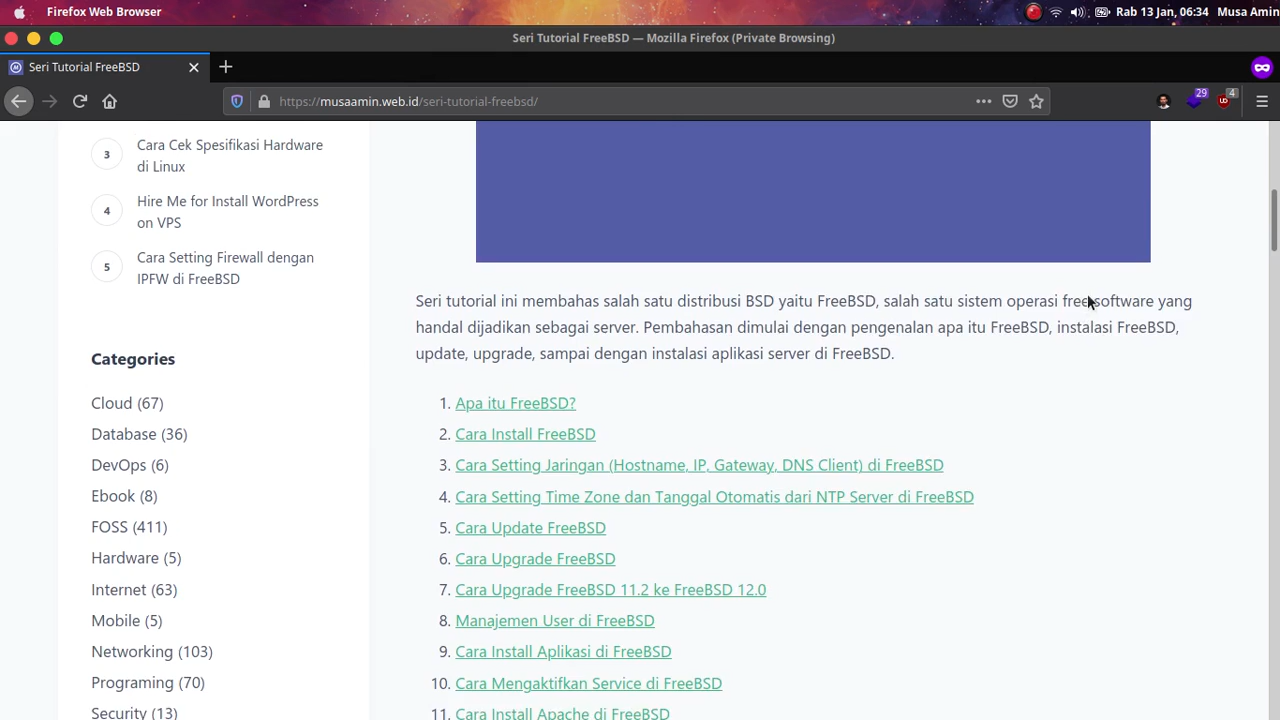 Firefox Web Browser
Rab 13 Jan, 06:34
Musa Amin
Seri Tutorial FreeBSD — Mozilla Firefox (Private Browsing)
Seri Tutorial FreeBSD
https://musaamin.web.id/seri-tutorial-freebsd/
29
4
3
Cara Cek Spesifikasi Hardware
di Linux
4
Hire Me for Install WordPress
on VPS
5
Cara Setting Firewall dengan
IPFW di FreeBSD
Categories
Cloud (67)
Database (36)
DevOps (6)
Ebook (8)
FOSS (411)
Hardware (5)
Internet (63)
Mobile (5)
Networking (103)
Programing (70)
Security (13)
Seri tutorial ini membahas salah satu distribusi BSD yaitu FreeBSD, salah satu sistem operasi free software yang
handal dijadikan sebagai server. Pembahasan dimulai dengan pengenalan apa itu FreeBSD, instalasi FreeBSD,
update, upgrade, sampai dengan instalasi aplikasi server di FreeBSD.
1. Apa itu FreeBSD?
2. Cara Install FreeBSD
3. Cara Setting Jaringan (Hostname, IP, Gateway, DNS Client) di FreeBSD
4. Cara Setting Time Zone dan Tanggal Otomatis dari NTP Server di FreeBSD
5. Cara Update FreeBSD
6. Cara Upgrade FreeBSD
7. Cara Upgrade FreeBSD 11.2 ke FreeBSD 12.0
8. Manajemen User di FreeBSD
9. Cara Install Aplikasi di FreeBSD
10. Cara Mengaktifkan Service di FreeBSD
11. Cara Install Apache di FreeBSD